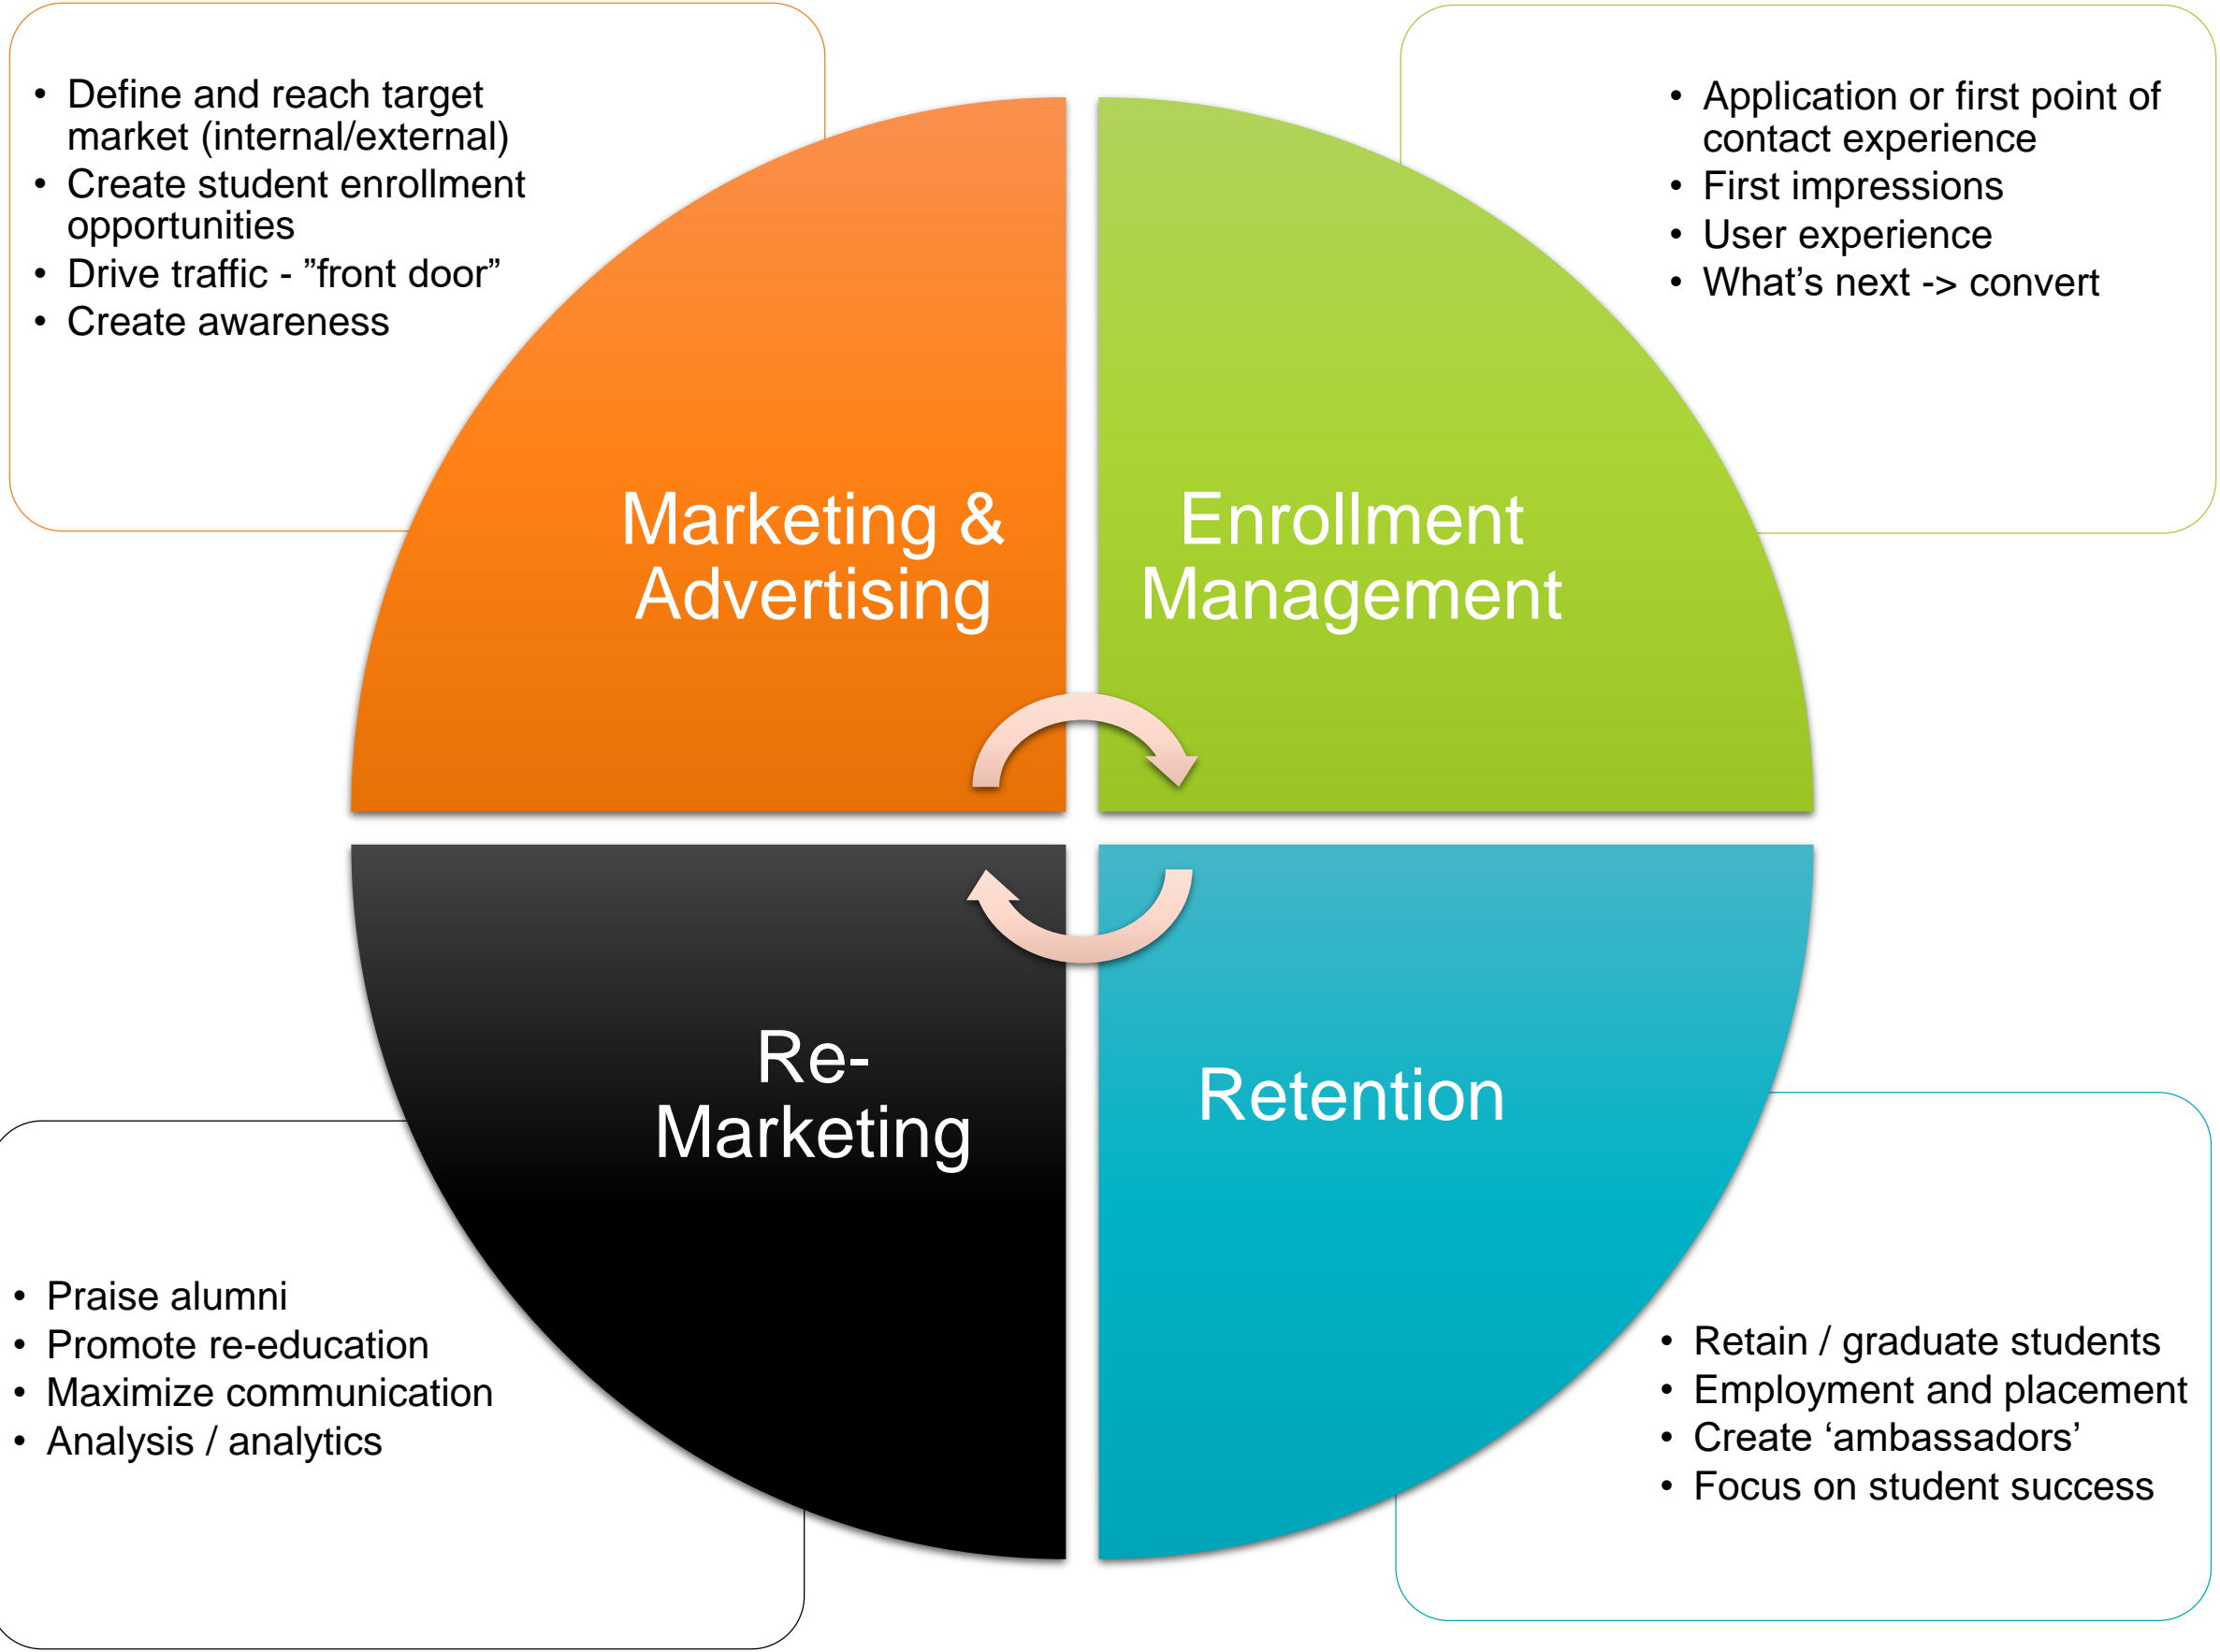 • Define and reach target
market (internal/external)
• Create student enrollment
opportunities
• Drive traffic - ”front door”
• Create awareness
• Application or first point of
contact experience
• First impressions
• User experience
• What’s next -> convert
Marketing &
Advertising
Enrollment
Management
Re-
Marketing
Retention
• Praise alumni
• Promote re-education
• Maximize communication
• Analysis / analytics
• Retain / graduate students
• Employment and placement
• Create ‘ambassadors’
• Focus on student success